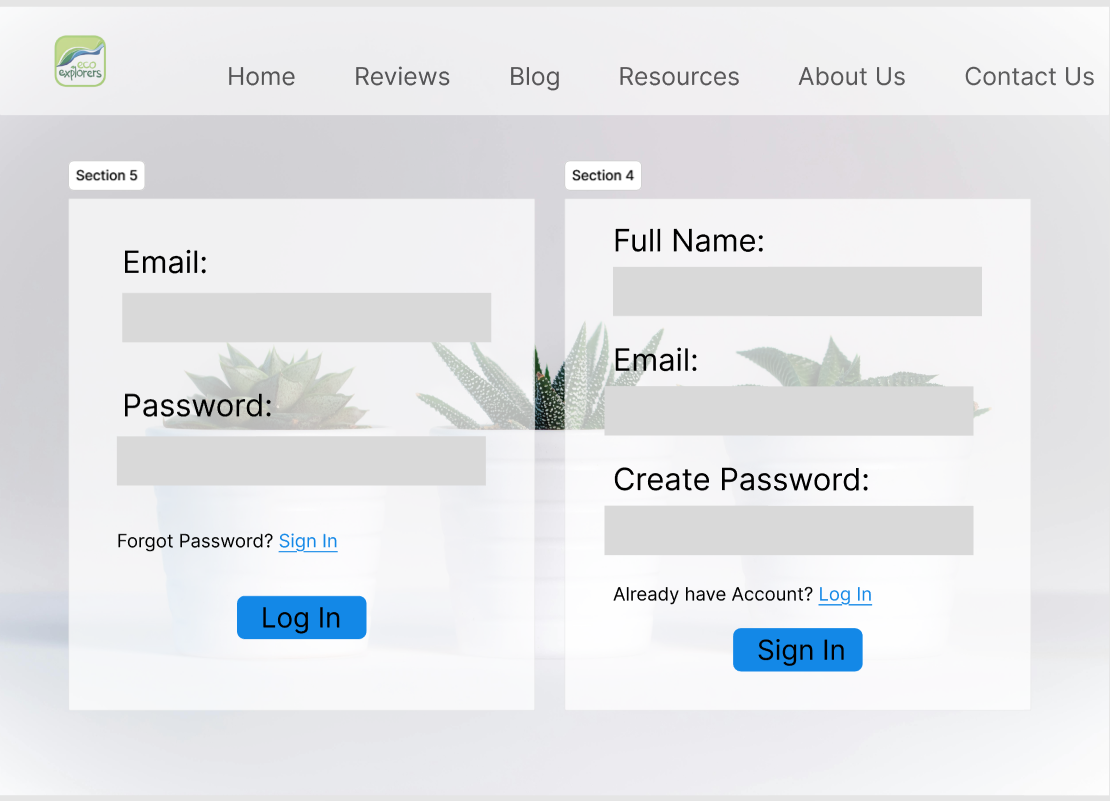 eco
explorers
Home Reviews Blog Resources About Us Contact Us
Section 5
Email:
Password:
Forgot Password? Sign In
Log In
Section 4
Full Name:
Email:
Create Password:
Already have Account? Log In
Sign In